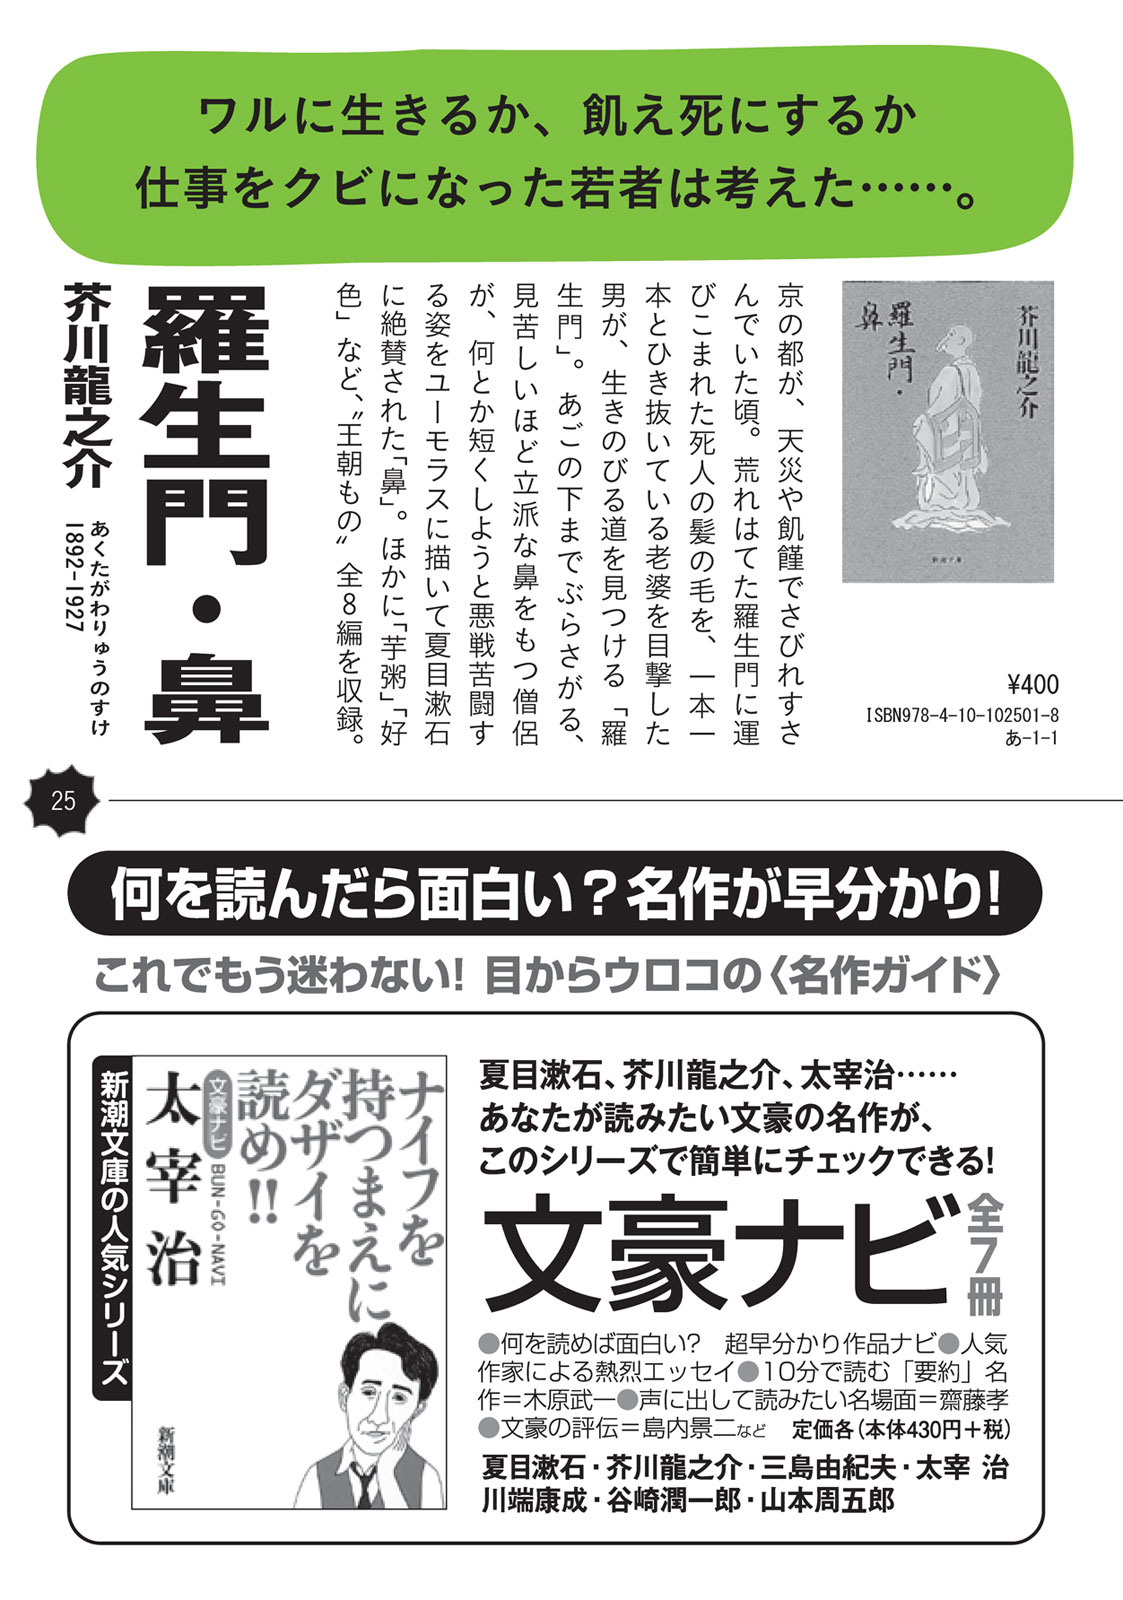 ワルに生きるか、飢え死にするか
仕事をクビになった若者は考えた……。
芥川龍之介
羅生門・
鼻
新潮文庫
¥400
ISBN978-4-10-102501-8
あ-1-1
京の都が、天災や飢饉でさびれすさ
んでいた頃。荒れはてた羅生門に運
びこまれた死人の髪の毛を、一本一
本とひき抜いている老婆を目撃した
男が、生きのびる道を見つける「羅
生門」。あごの下までぶらさがる、
見苦しいほど立派な鼻をもつ僧侶
が、何とか短くしようと悪戦苦闘す
る姿をユーモラスに描いて夏目漱石
に絶賛された「鼻」。ほかに「芋粥」「好
色」など、〝王朝もの〟全8編を収録。
羅生門・鼻
芥川龍之介
あくたがわりゅうのすけ
1892-1927
25
何を読んだら面白い?名作が早分かり!
これでもう迷わない! 目からウロコの〈名作ガイド〉
新潮文庫の人気シリーズ
ナイフを
持つまえに
ダザイを
読め!!
文豪ナビ BUN-GO-NAVI
太宰治
新潮文庫
夏目漱石、芥川龍之介、太宰治……
あなたが読みたい文豪の名作が、
このシリーズで簡単にチェックできる!
文豪ナビ 全7冊
●何を読めば面白い? 超早分かり作品ナビ●人気
作家による熱烈エッセイ●10分で読む「要約」名
作=木原武一●声に出して読みたい名場面=齋藤孝
●文豪の評伝=島内景二など 定価各(本体430円+税)
夏目漱石・芥川龍之介・三島由紀夫・太宰 治
川端康成・谷崎潤一郎・山本周五郎